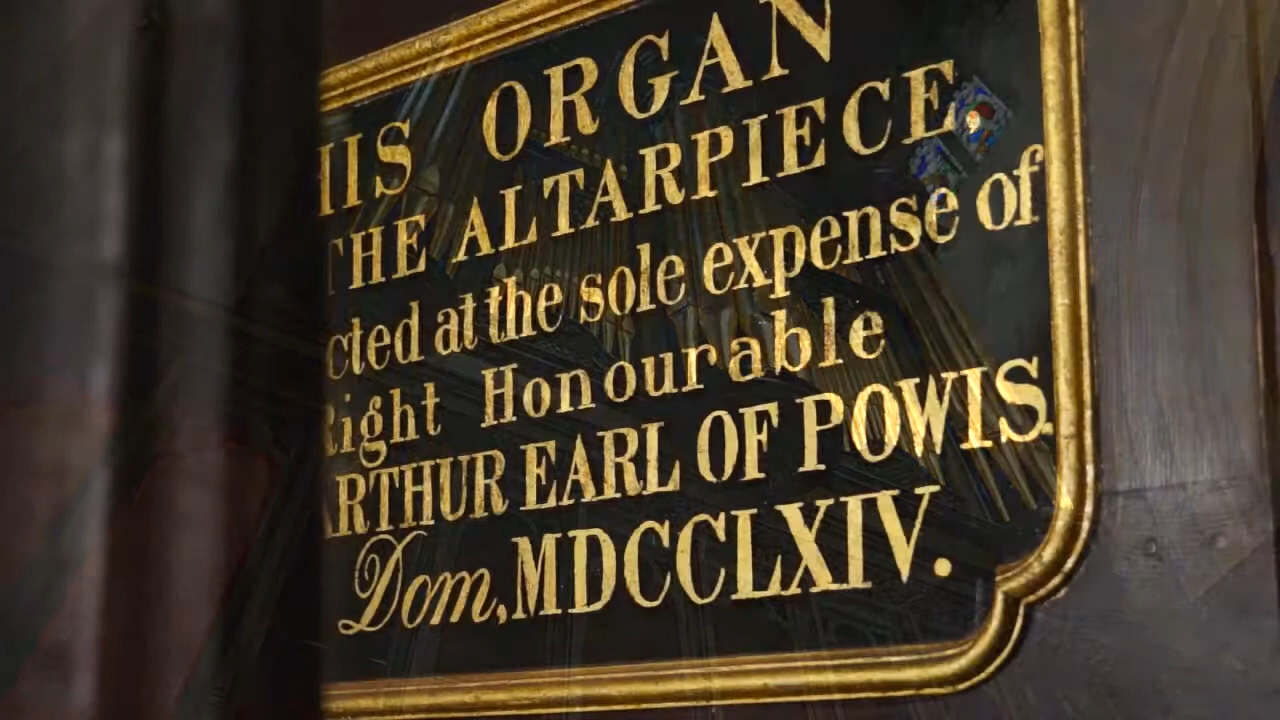 HIS ORGAN
THE ALTARPIECE
cted at the sole expense of
Right Honourable
ARTHUR EARL OF POWIS.
Dom, MDCCLXIV.